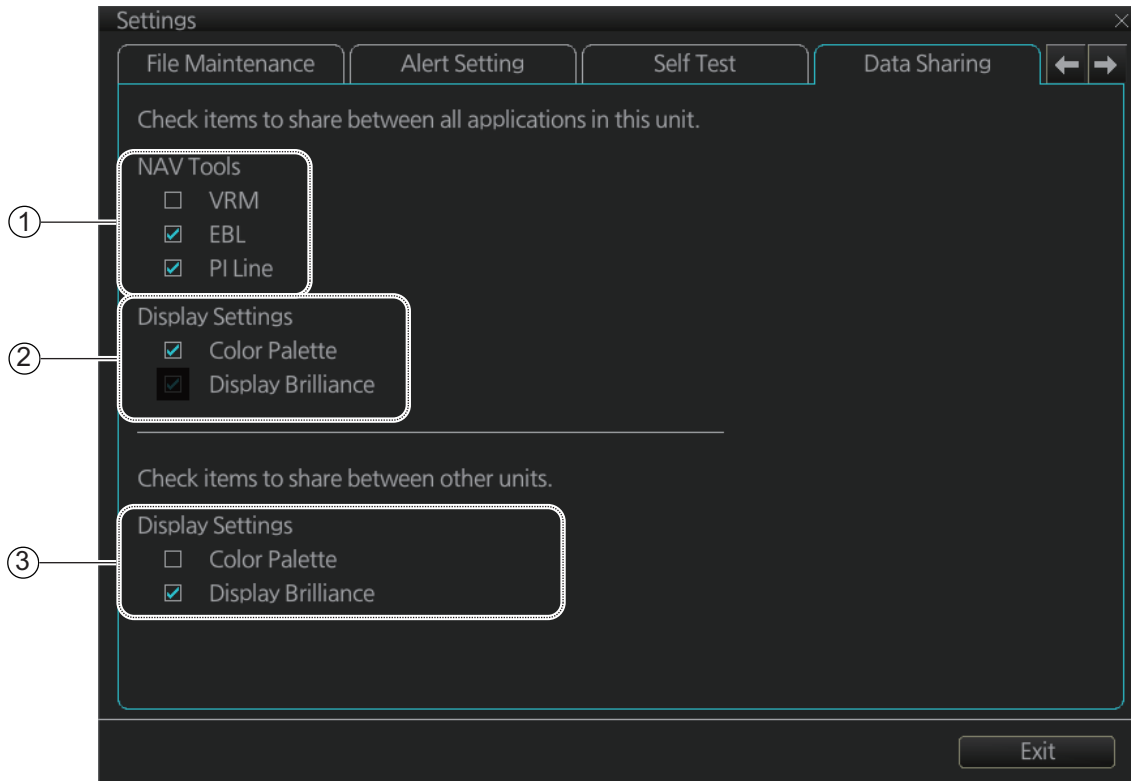 Settings
File Maintenance Alert Setting Self Test Data Sharing
Check items to share between all applications in this unit.
NAV Tools
VRM
1
EBL
PI Line
Display Settings
2
Color Palette
Display Brilliance
Check items to share between other units.
Display Settings
3
Color Palette
Display Brilliance
Exit